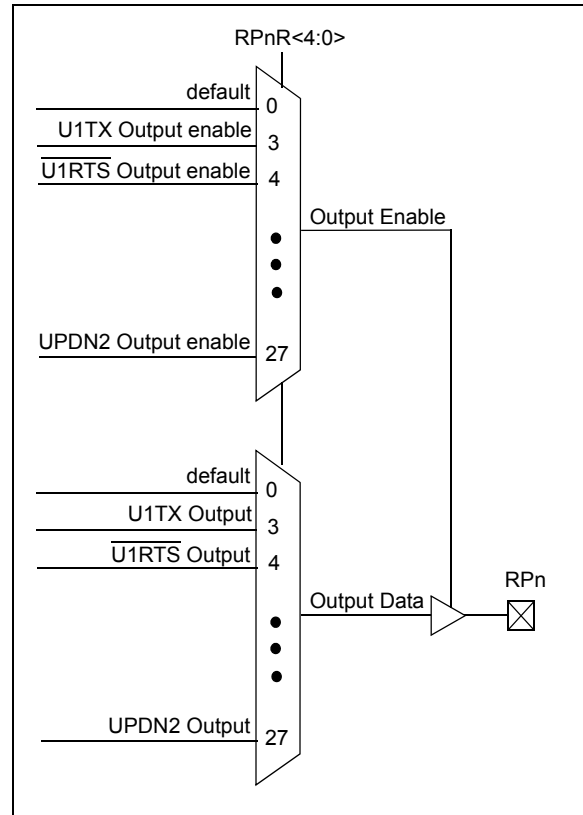 RPnR<4:0>
default
0
U1TX Output enable
3
U1RTS Output enable
4
Output Enable
UPDN2 Output enable
27
default
0
U1TX Output
3
U1RTS Output
4
RPn
Output Data
UPDN2 Output
27